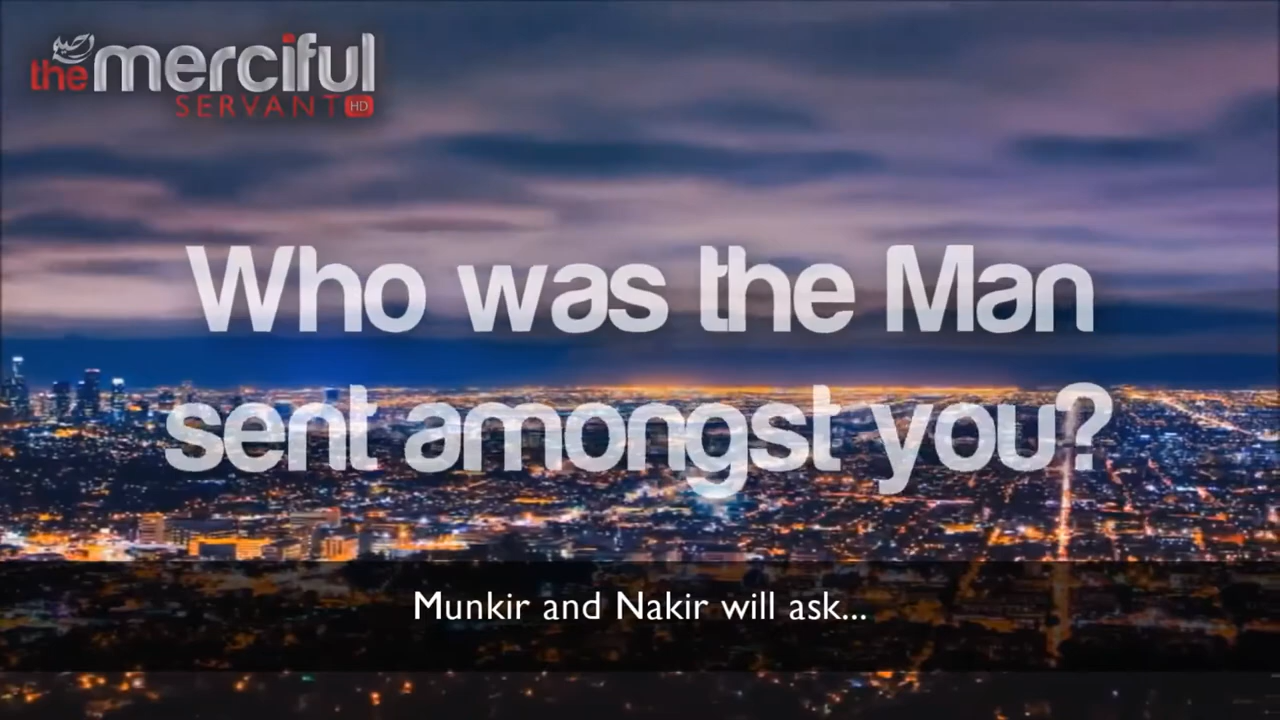 the merciful
SERVANT HD
Who was the Man
sent amongst you?
Munkir and Nakir will ask...